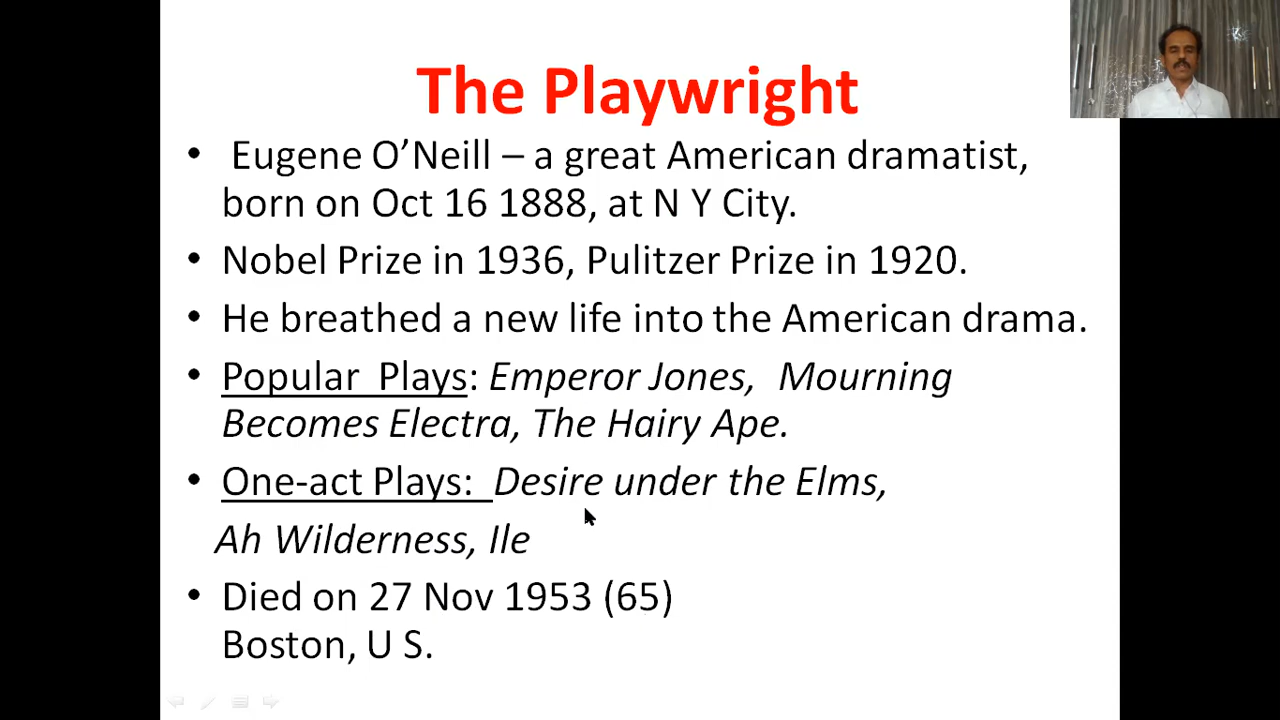 The Playwright
• Eugene O’Neill – a great American dramatist,
born on Oct 16 1888, at N Y City.
• Nobel Prize in 1936, Pulitzer Prize in 1920.
• He breathed a new life into the American drama.
• Popular Plays: Emperor Jones, Mourning
Becomes Electra, The Hairy Ape.
• One-act Plays: Desire under the Elms,
Ah Wilderness, Ile
• Died on 27 Nov 1953 (65)
Boston, U S.